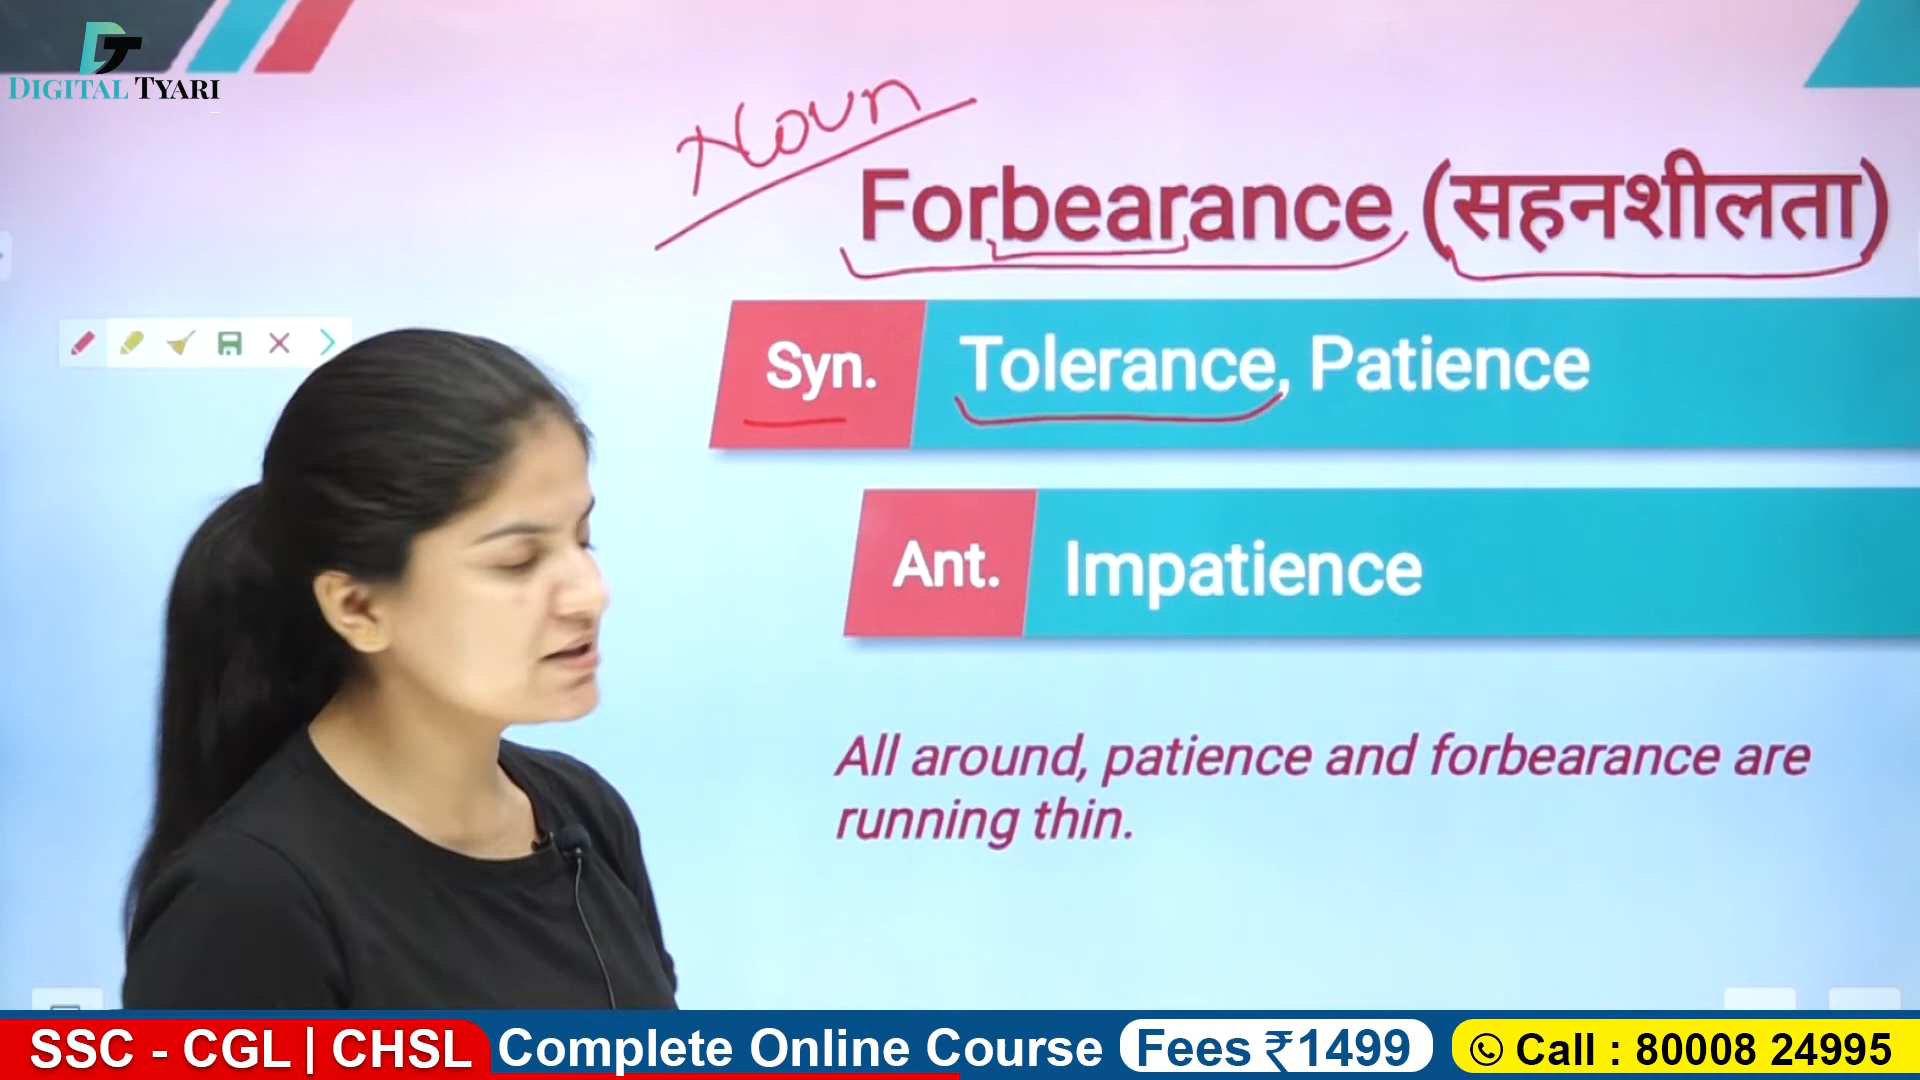 DT
DIGITAL TYARI
Noun
Forbearance (सहनशीलता)
Syn. Tolerance, Patience
Ant. Impatience
All around, patience and forbearance are
running thin.
SSC - CGL | CHSL Complete Online Course Fees ₹1499 Call : 80008 24995